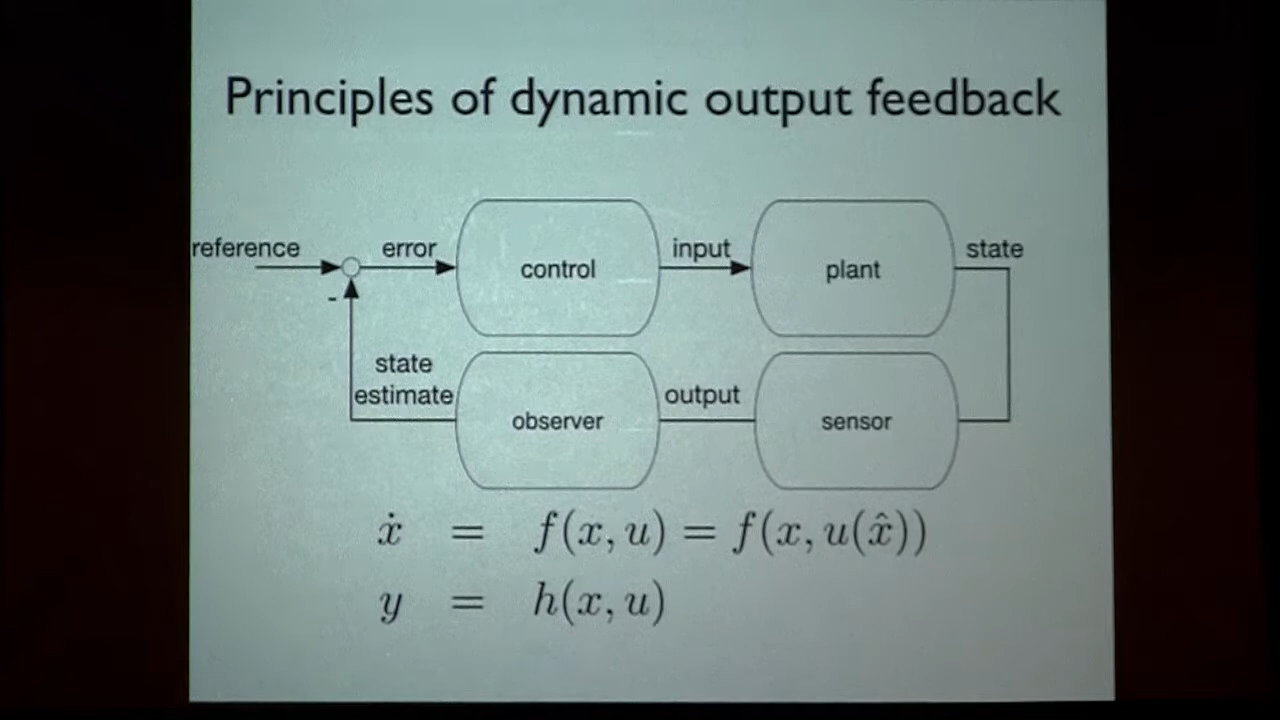 Principles of dynamic output feedback
reference
error
control
input
plant
state
-
state
estimate
observer
output
sensor
ẋ = f(x, u) = f(x, u(x̂))
y = h(x, u)